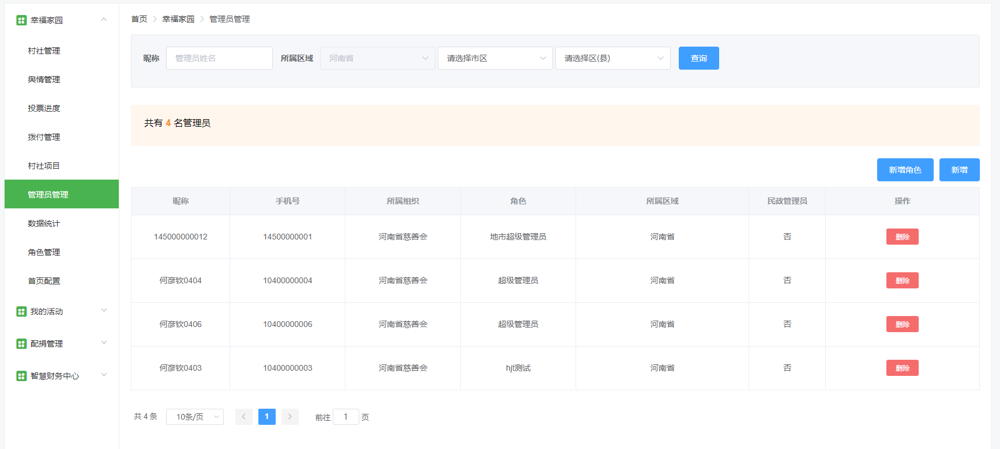 幸福家园
村社管理
舆情管理
投票进度
拨付管理
村社项目
管理员管理
数据统计
角色管理
首页配置
我的活动
配捐管理
智慧财务中心
首页 > 幸福家园 > 管理员管理
昵称 管理员姓名 所属区域 河南省 请选择市区 请选择区(县) 查询
共有 4 名管理员
新增角色 新增
昵称 手机号 所属组织 角色 所属区域 民政管理员 操作
145000000012 14500000001 河南省慈善会 地市超级管理员 河南省 否 删除
何彦钦0404 10400000004 河南省慈善会 超级管理员 河南省 否 删除
何彦钦0406 10400000006 河南省慈善会 超级管理员 河南省 否 删除
何彦钦0403 10400000003 河南省慈善会 hjt测试 河南省 否 删除
共 4 条 10条/页 < 1 > 前往 1 页